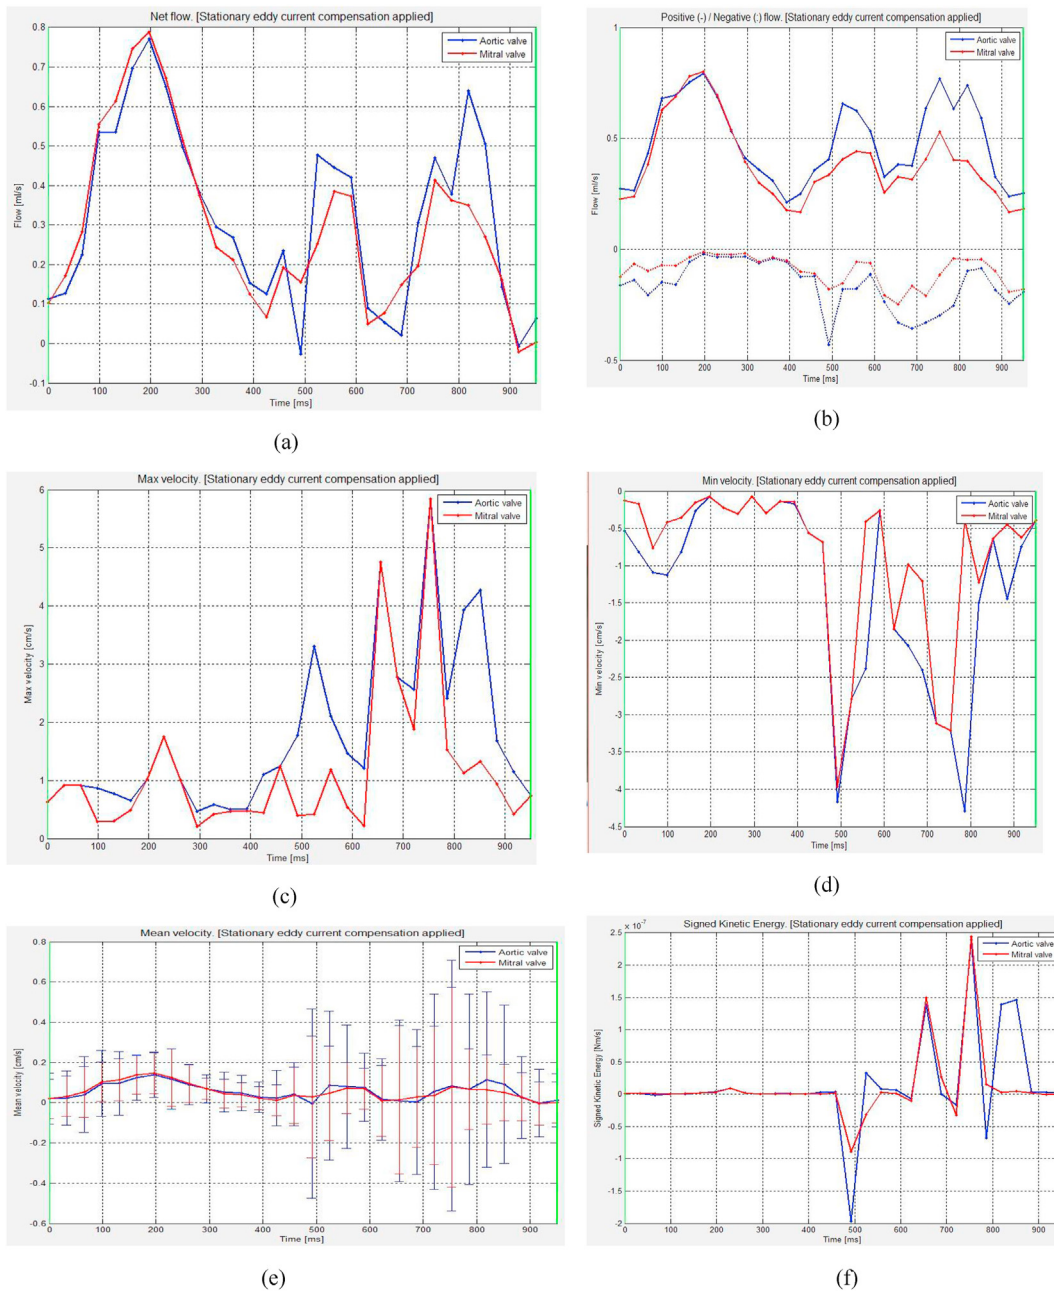 Net flow. [Stationary eddy current compensation applied]
Aortic valve
Mitral valve
Flow [ml/s]
0.8
0.7
0.6
0.5
0.4
0.3
0.2
0.1
0
-0.1
0 100 200 300 400 500 600 700 800 900
Time [ms]
(a)
Positive (-) / Negative (:) flow. [Stationary eddy current compensation applied]
Aortic valve
Mitral valve
Flow [ml/s]
1
0.5
0
-0.5
0 100 200 300 400 500 600 700 800 900
Time [ms]
(b)
Max velocity. [Stationary eddy current compensation applied]
Aortic valve
Mitral valve
Max velocity [cm/s]
6
5
4
3
2
1
0
0 100 200 300 400 500 600 700 800 900
Time [ms]
(c)
Min velocity. [Stationary eddy current compensation applied]
Aortic valve
Mitral valve
Min velocity [cm/s]
0
-0.5
-1
-1.5
-2
-2.5
-3
-3.5
-4
-4.5
0 100 200 300 400 500 600 700 800 900
Time [ms]
(d)
Mean velocity. [Stationary eddy current compensation applied]
Aortic valve
Mitral valve
Mean velocity [cm/s]
0.8
0.6
0.4
0.2
0
-0.2
-0.4
-0.6
0 100 200 300 400 500 600 700 800 900
Time [ms]
(e)
Signed Kinetic Energy. [Stationary eddy current compensation applied]
x 10-7
Aortic valve
Mitral valve
Signed Kinetic Energy [Nm/s]
2.5
2
1.5
1
0.5
0
-0.5
-1
-1.5
-2
0 100 200 300 400 500 600 700 800 900
Time [ms]
(f)